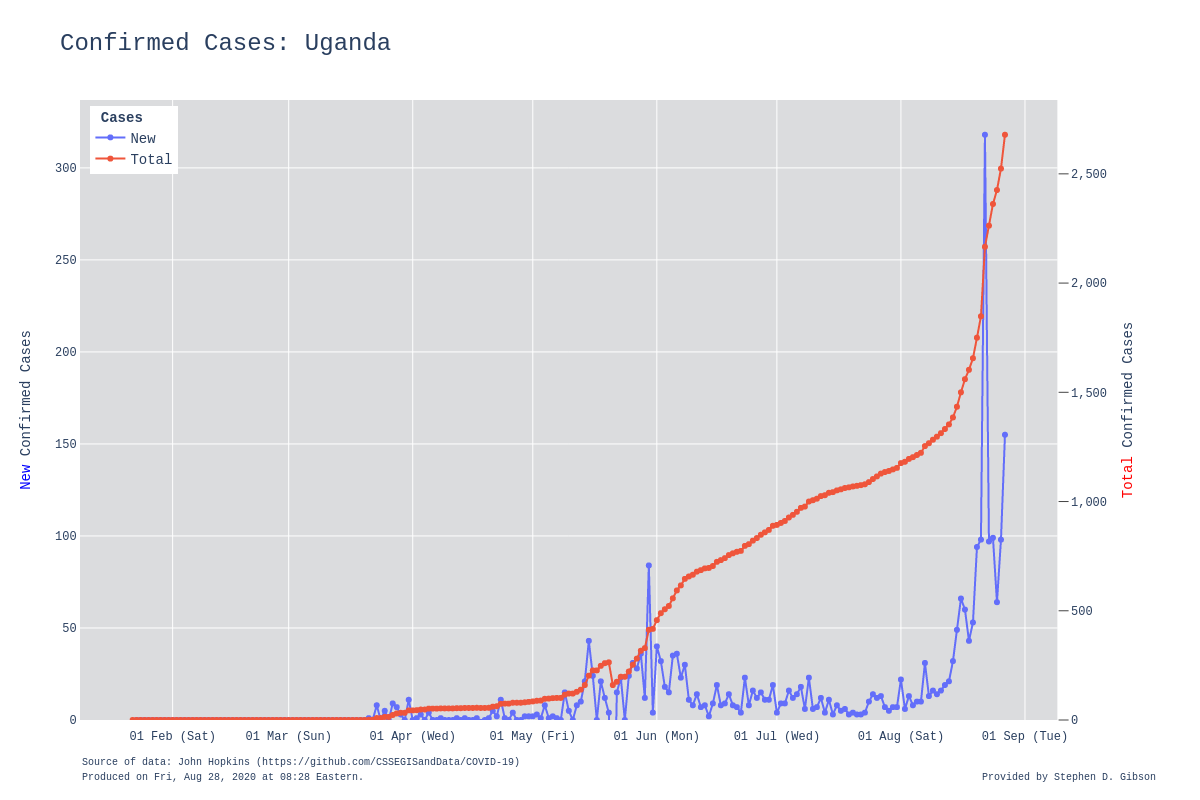 Confirmed Cases: Uganda
Cases
New
Total
300
250
200
150
100
50
0
2,500
2,000
1,500
1,000
500
0
New Confirmed Cases
Total Confirmed Cases
01 Feb (Sat)
01 Mar (Sun)
01 Apr (Wed)
01 May (Fri)
01 Jun (Mon)
01 Jul (Wed)
01 Aug (Sat)
01 Sep (Tue)
Source of data: John Hopkins (https://github.com/CSSEGISandData/COVID-19)
Produced on Fri, Aug 28, 2020 at 08:28 Eastern.
Provided by Stephen D. Gibson